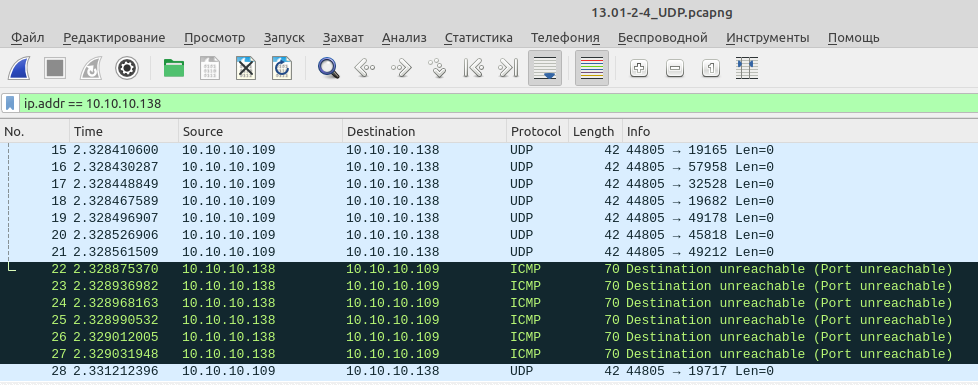 13.01-2-4_UDP.pcapng
Файл Редактирование Просмотр Запуск Захват Анализ Статистика Телефония Беспроводной Инструменты Помощь
ip.addr == 10.10.10.138
No. Time Source Destination Protocol Length Info
15 2.328410600 10.10.10.109 10.10.10.138 UDP 42 44805 → 19165 Len=0
16 2.328430287 10.10.10.109 10.10.10.138 UDP 42 44805 → 57958 Len=0
17 2.328448849 10.10.10.109 10.10.10.138 UDP 42 44805 → 32528 Len=0
18 2.328467589 10.10.10.109 10.10.10.138 UDP 42 44805 → 19682 Len=0
19 2.328496907 10.10.10.109 10.10.10.138 UDP 42 44805 → 49178 Len=0
20 2.328526906 10.10.10.109 10.10.10.138 UDP 42 44805 → 45818 Len=0
21 2.328561509 10.10.10.109 10.10.10.138 UDP 42 44805 → 49212 Len=0
22 2.328875370 10.10.10.138 10.10.10.109 ICMP 70 Destination unreachable (Port unreachable)
23 2.328936982 10.10.10.138 10.10.10.109 ICMP 70 Destination unreachable (Port unreachable)
24 2.328968163 10.10.10.138 10.10.10.109 ICMP 70 Destination unreachable (Port unreachable)
25 2.328990532 10.10.10.138 10.10.10.109 ICMP 70 Destination unreachable (Port unreachable)
26 2.329012005 10.10.10.138 10.10.10.109 ICMP 70 Destination unreachable (Port unreachable)
27 2.329031948 10.10.10.138 10.10.10.109 ICMP 70 Destination unreachable (Port unreachable)
28 2.331212396 10.10.10.109 10.10.10.138 UDP 42 44805 → 19717 Len=0